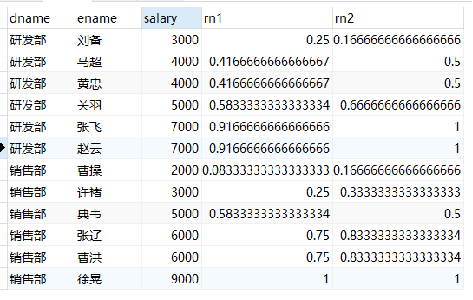 dname ename salary rn1 rn2
研发部 刘备 3000 0.25 0.16666666666666666
研发部 马超 4000 0.4166666666666667 0.5
研发部 黄忠 4000 0.4166666666666667 0.5
研发部 关羽 5000 0.5833333333333334 0.6666666666666666
研发部 张飞 7000 0.9166666666666666 1
研发部 赵云 7000 0.9166666666666666 1
销售部 曹操 2000 0.08333333333333333 0.16666666666666666
销售部 许褚 3000 0.25 0.3333333333333333
销售部 典韦 5000 0.5833333333333334 0.5
销售部 张辽 6000 0.75 0.8333333333333334
销售部 曹洪 6000 0.75 0.8333333333333334
销售部 徐晃 9000 1 1